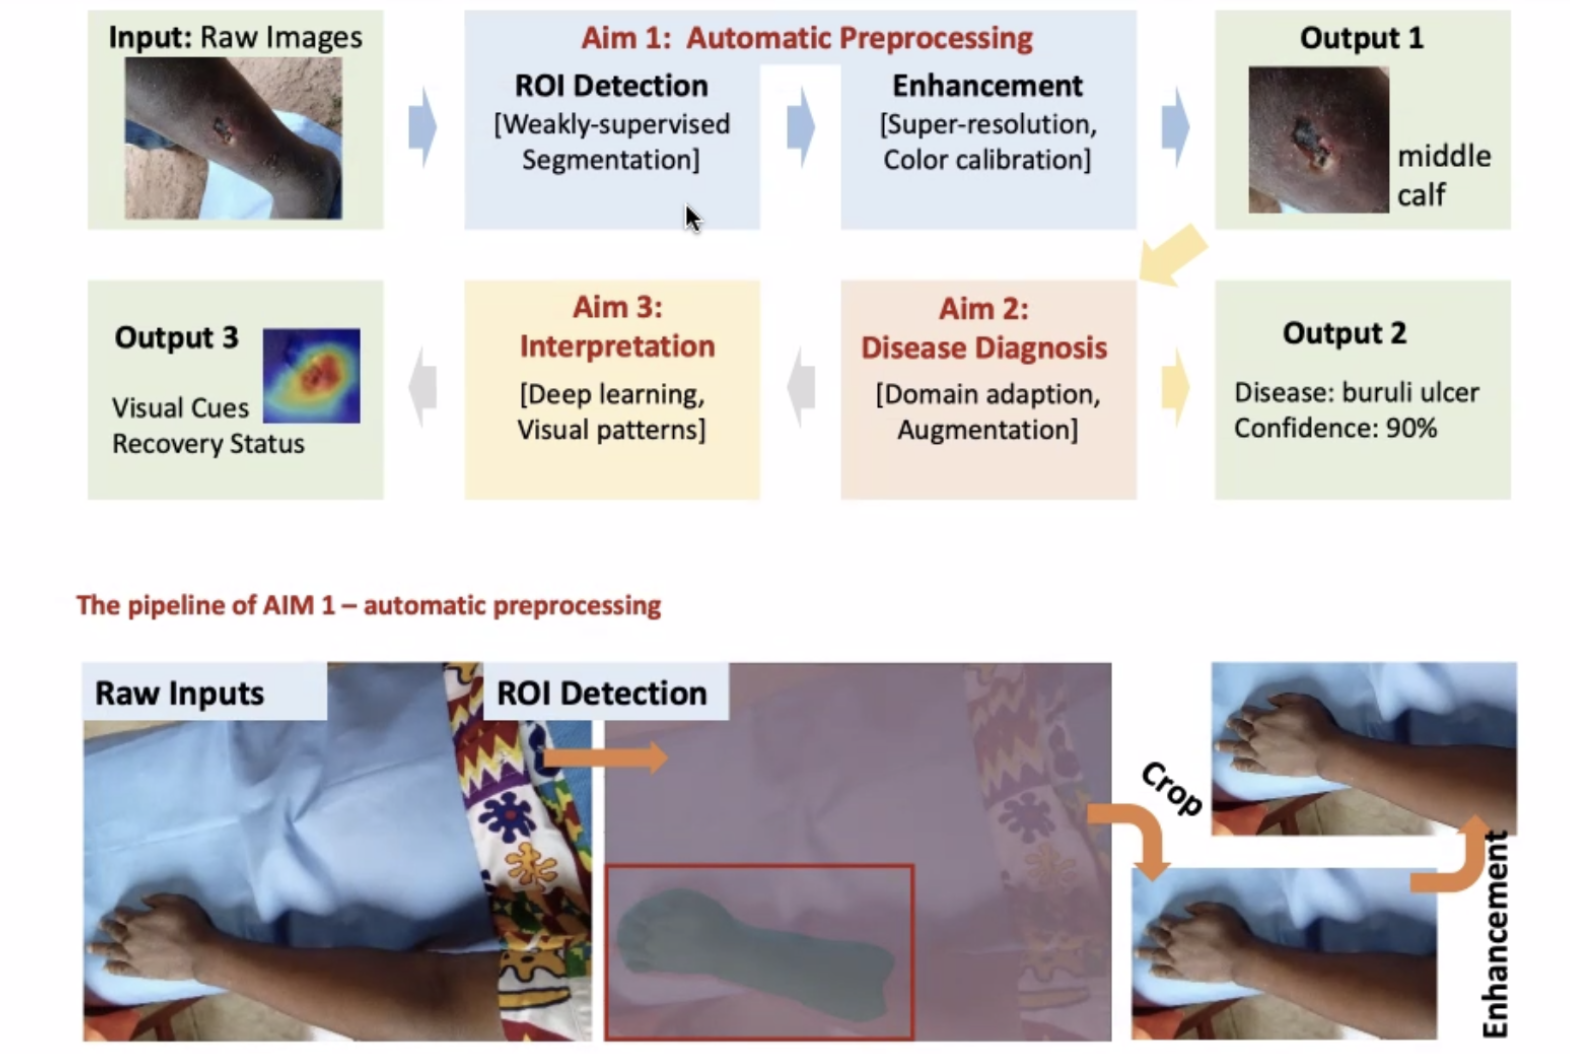 Input: Raw Images
Aim 1: Automatic Preprocessing
ROI Detection
[Weakly-supervised
Segmentation]
Enhancement
[Super-resolution,
Color calibration]
Output 1
middle
calf
Output 3
Visual Cues
Recovery Status
Aim 3:
Interpretation
[Deep learning,
Visual patterns]
Aim 2:
Disease Diagnosis
[Domain adaption,
Augmentation]
Output 2
Disease: buruli ulcer
Confidence: 90%
The pipeline of AIM 1 – automatic preprocessing
Raw Inputs
ROI Detection
Crop
Enhancement